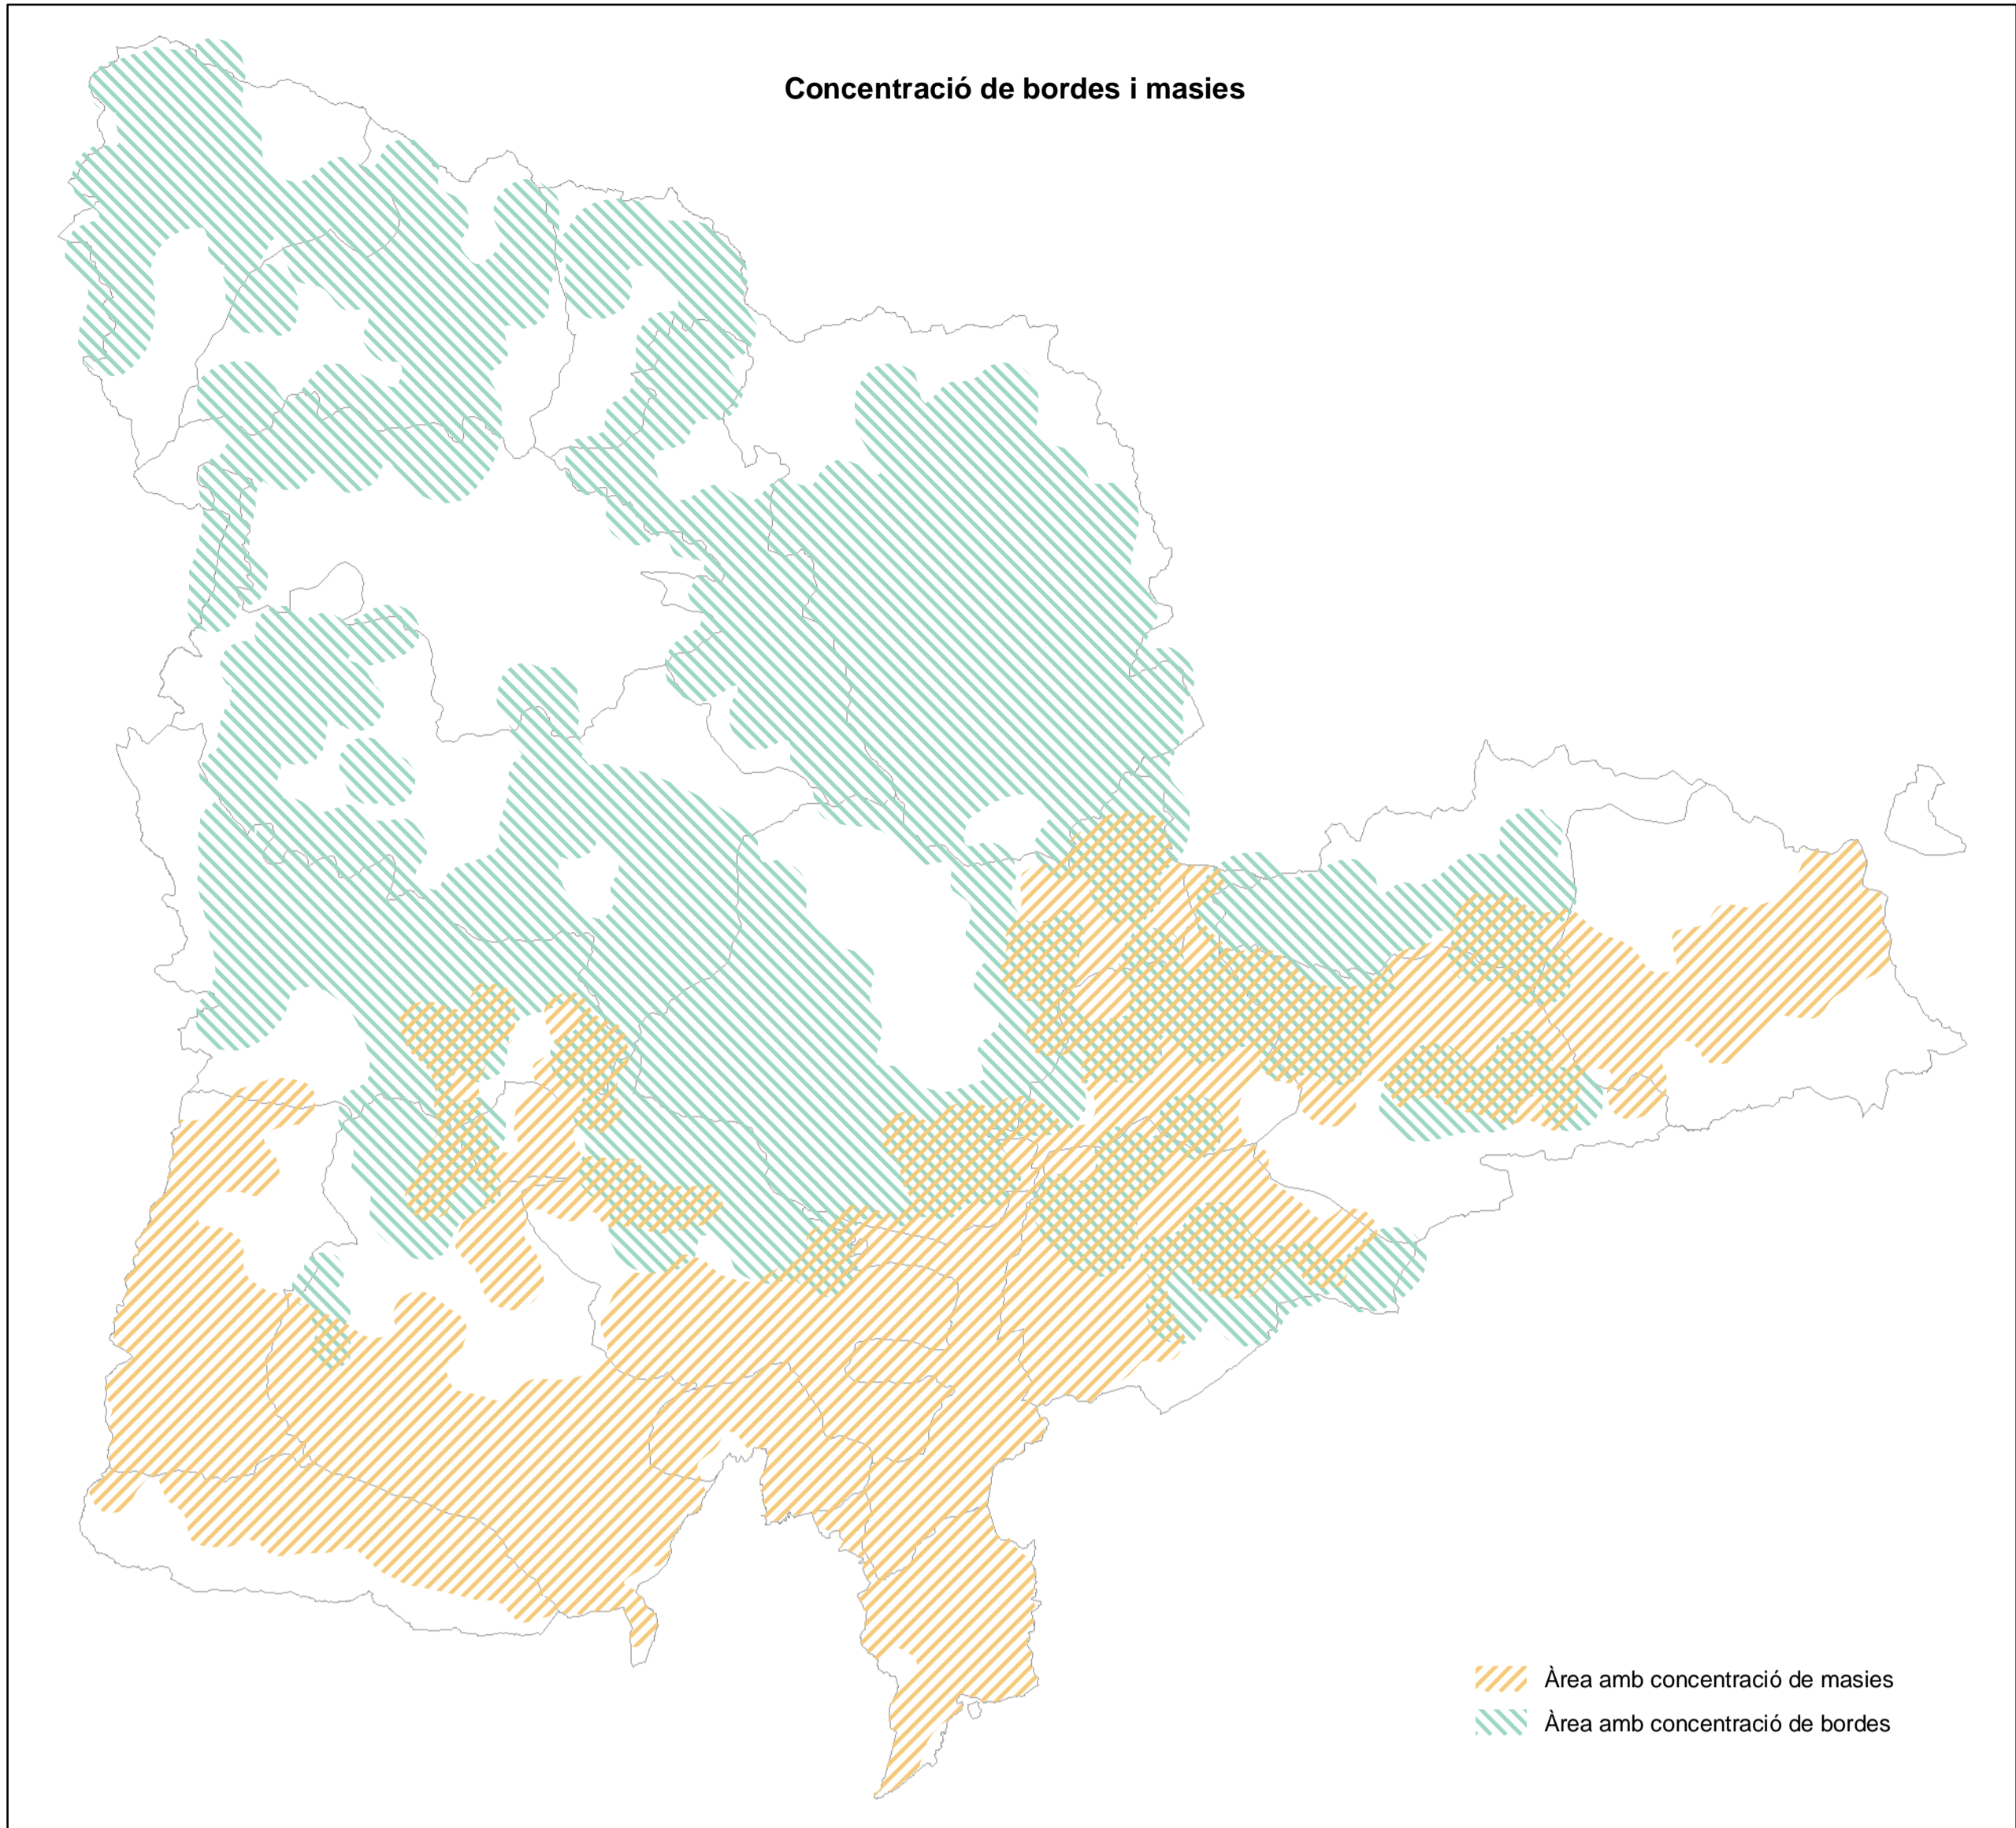 Concentració de bordes i masies
Àrea amb concentració de masies
Àrea amb concentració de bordes